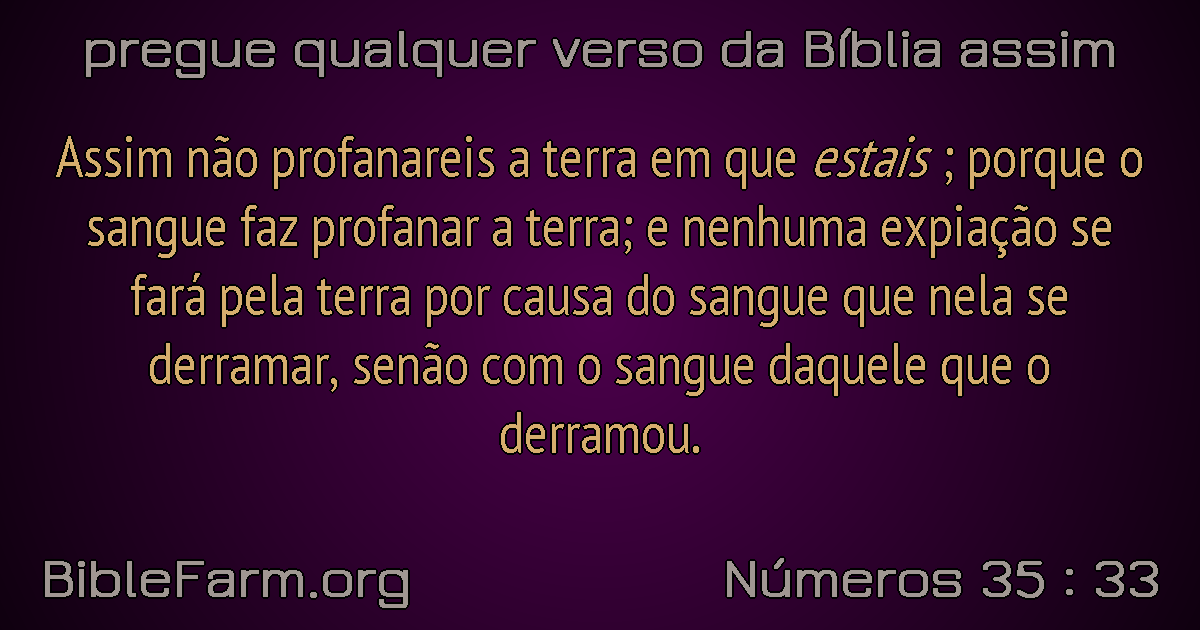 pregue qualquer verso da Bíblia assim
Assim não profanareis a terra em que estais ; porque o
sangue faz profanar a terra; e nenhuma expiação se
fará pela terra por causa do sangue que nela se
derramar, senão com o sangue daquele que o
derramou.
BibleFarm.org
Números 35 : 33